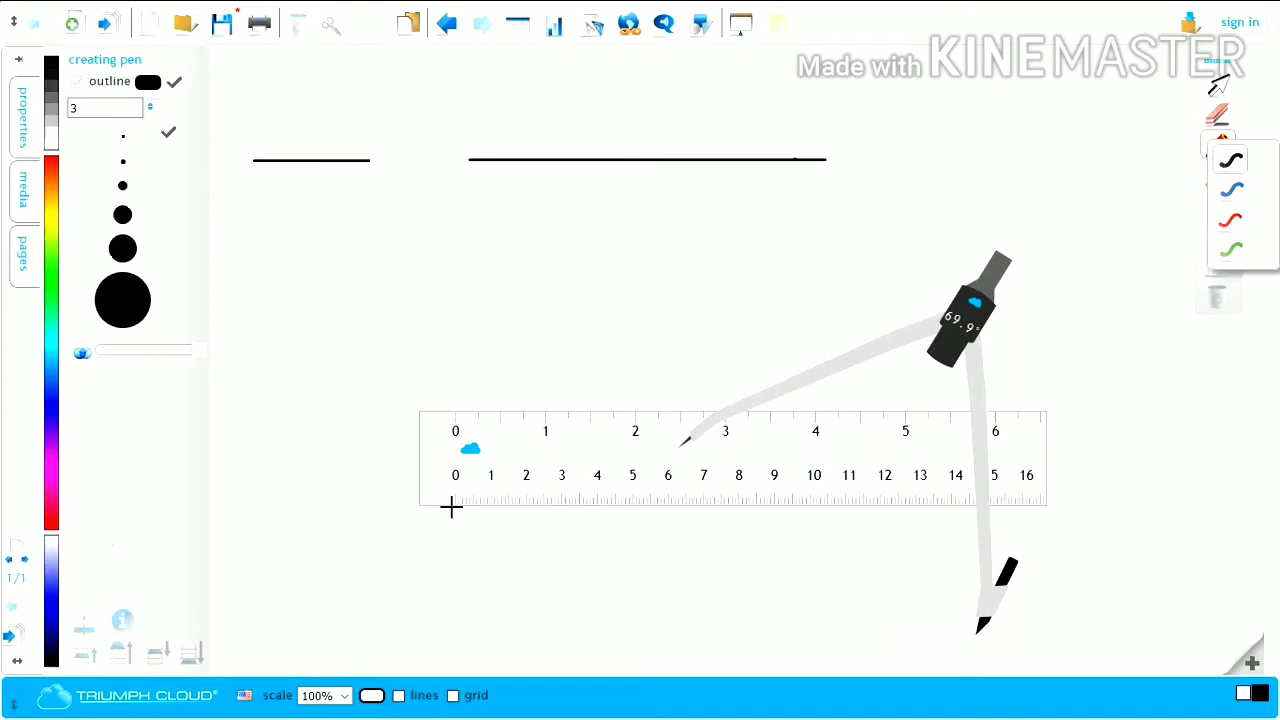 sign in
Made with KINEMASTER
creating pen
outline
3
properties
media
pages
69.9°
0 1 2 3 4 5 6
0 1 2 3 4 5 6 7 8 9 10 11 12 13 14 5 16
1/1
TRIUMPH CLOUD® scale 100% lines grid